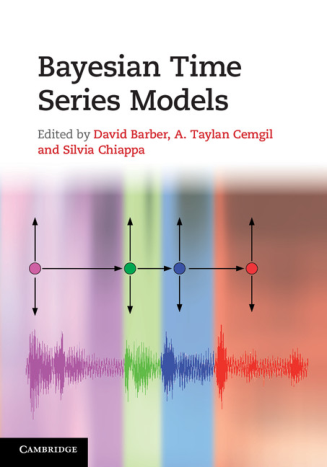 Bayesian Time
Series Models
Edited by David Barber, A. Taylan Cemgil
and Silvia Chiappa
CAMBRIDGE